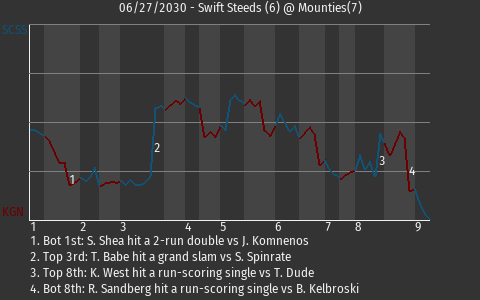 06/27/2030 - Swift Steeds (6) @ Mounties(7)
SCSS
2
3
1
4
KGN
1 2 3 4 5 6 7 8 9
1. Bot 1st: S. Shea hit a 2-run double vs J. Komnenos
2. Top 3rd: T. Babe hit a grand slam vs S. Spinrate
3. Top 8th: K. West hit a run-scoring single vs T. Dude
4. Bot 8th: R. Sandberg hit a run-scoring single vs B. Kelbroski